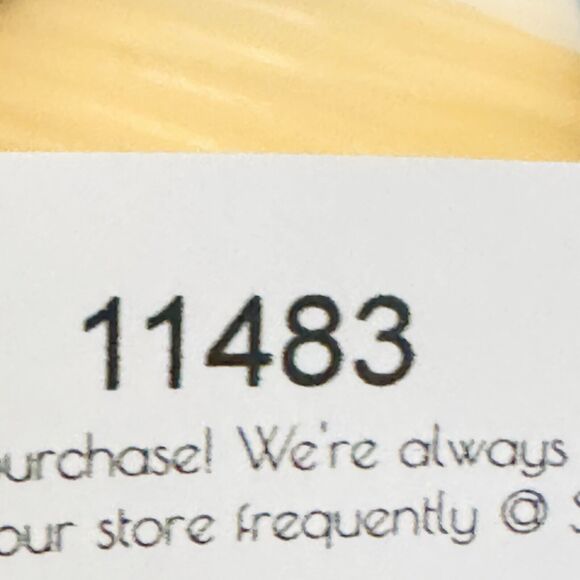 11483
urchase! We're always
our store frequently @ S